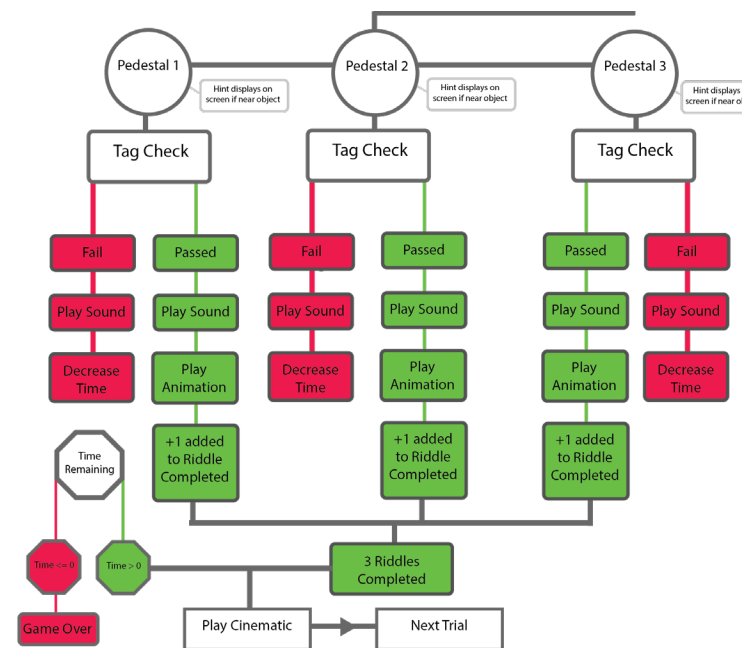 Pedestal 1
Pedestal 2
Pedestal 3
Hint displays on
screen if near object
Hint displays on
screen if near object
Hint displays
screen if near
Tag Check
Tag Check
Tag Check
Fail
Passed
Fail
Passed
Passed
Fail
Play Sound
Play Sound
Play Sound
Play Sound
Play Sound
Play Sound
Decrease
Time
Play
Animation
Decrease
Time
Play
Animation
Play
Animation
Decrease
Time
+1 added
to Riddle
Completed
+1 added
to Riddle
Completed
+1 added
to Riddle
Completed
Time
Remaining
Time <= 0
Time > 0
3 Riddles
Completed
Game Over
Play Cinematic
Next Trial